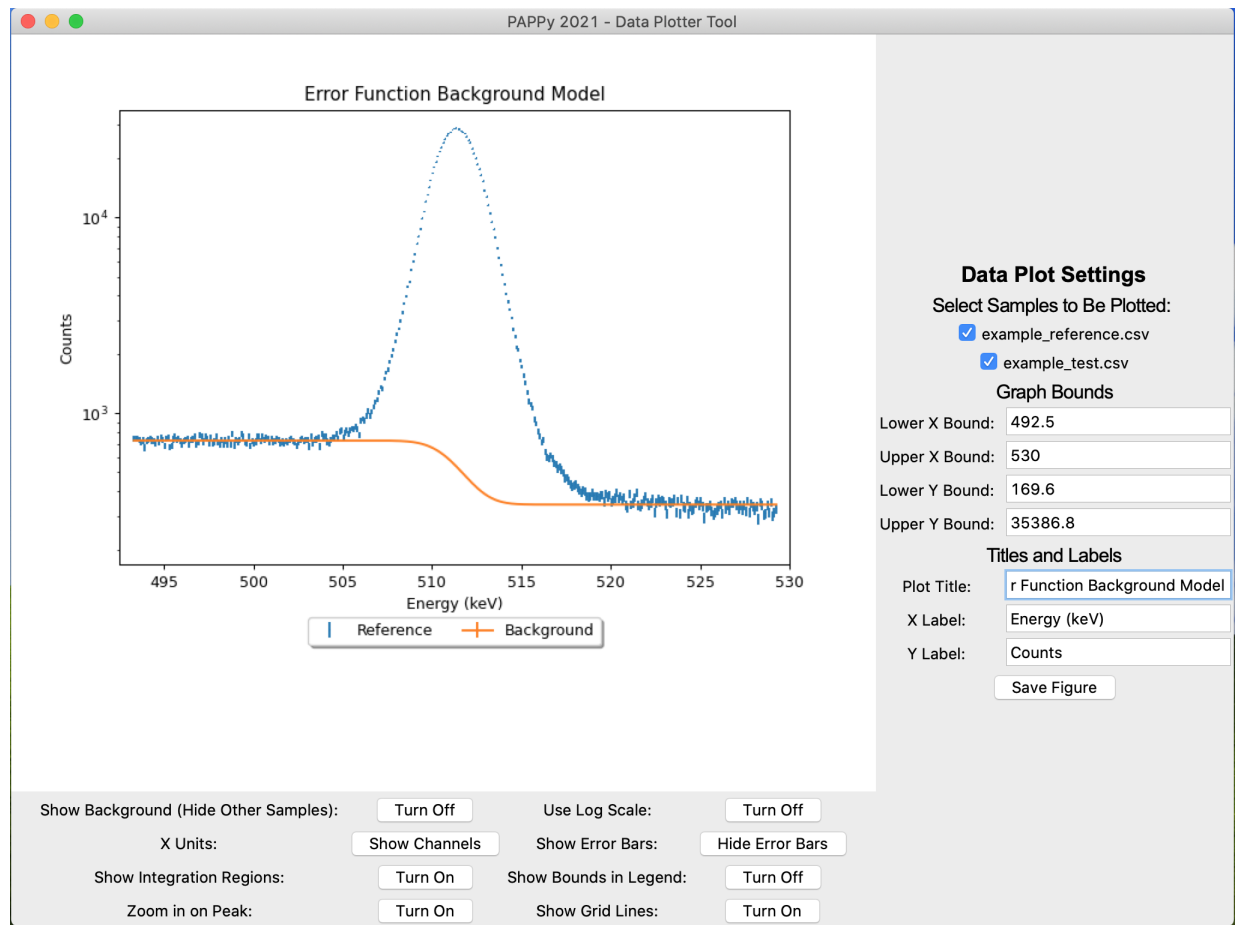 PAPPy 2021 - Data Plotter Tool
Error Function Background Model
10⁴
10³
Counts
495 500 505 510 515 520 525 530
Energy (keV)
Reference Background
Data Plot Settings
Select Samples to Be Plotted:
example_reference.csv
example_test.csv
Graph Bounds
Lower X Bound: 492.5
Upper X Bound: 530
Lower Y Bound: 169.6
Upper Y Bound: 35386.8
Titles and Labels
Plot Title: r Function Background Model
X Label: Energy (keV)
Y Label: Counts
Save Figure
Show Background (Hide Other Samples): Turn Off Use Log Scale: Turn Off
X Units: Show Channels Show Error Bars: Hide Error Bars
Show Integration Regions: Turn On Show Bounds in Legend: Turn Off
Zoom in on Peak: Turn On Show Grid Lines: Turn On